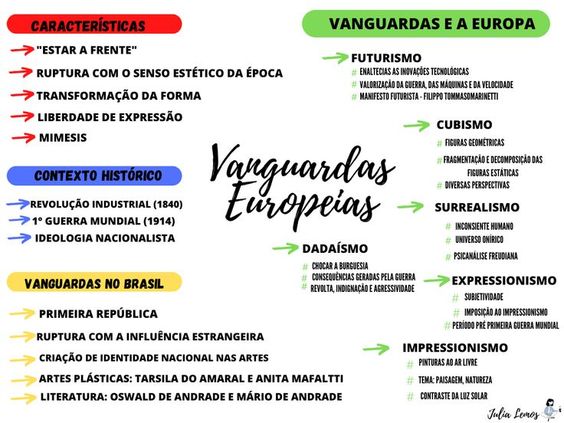 CARACTERÍSTICAS
"ESTAR A FRENTE"
RUPTURA COM O SENSO ESTÉTICO DA ÉPOCA
TRANSFORMAÇÃO DA FORMA
LIBERDADE DE EXPRESSÃO
MIMESIS
CONTEXTO HISTÓRICO
REVOLUÇÃO INDUSTRIAL (1840)
1° GUERRA MUNDIAL (1914)
IDEOLOGIA NACIONALISTA
VANGUARDAS NO BRASIL
PRIMEIRA REPÚBLICA
RUPTURA COM A INFLUÊNCIA ESTRANGEIRA
CRIAÇÃO DE IDENTIDADE NACIONAL NAS ARTES
ARTES PLÁSTICAS: TARSILA DO AMARAL E ANITA MAFALTTI
LITERATURA: OSWALD DE ANDRADE E MÁRIO DE ANDRADE
Vanguardas
Europeias
VANGUARDAS E A EUROPA
FUTURISMO
# ENALTECIAS AS INOVAÇÕES TECNOLÓGICAS
# VALORIZAÇÃO DA GUERRA, DAS MÁQUINAS E DA VELOCIDADE
# MANIFESTO FUTURISTA - FILIPPO TOMMASOMARINETTI
CUBISMO
# FIGURAS GEOMÉTRICAS
# FRAGMENTAÇÃO E DECOMPOSIÇÃO DAS
FIGURAS ESTÁTICAS
# DIVERSAS PERSPECTIVAS
SURREALISMO
# INCONSIENTE HUMANO
# UNIVERSO ONÍRICO
# PSICANÁLISE FREUDIANA
DADAÍSMO
# CHOCAR A BURGUESIA
# CONSEQUÊNCIAS GERADAS PELA GUERRA
# REVOLTA, INDIGNAÇÃO E AGRESSIVIDADE
EXPRESSIONISMO
# SUBJETIVIDADE
# IMPOSIÇÃO AO IMPRESSIONISMO
# PERÍODO PRÉ PRIMEIRA GUERRA MUNDIAL
IMPRESSIONISMO
# PINTURAS AO AR LIVRE
# TEMA: PAISAGEM, NATUREZA
# CONTRASTE DA LUZ SOLAR
Julia Lemos